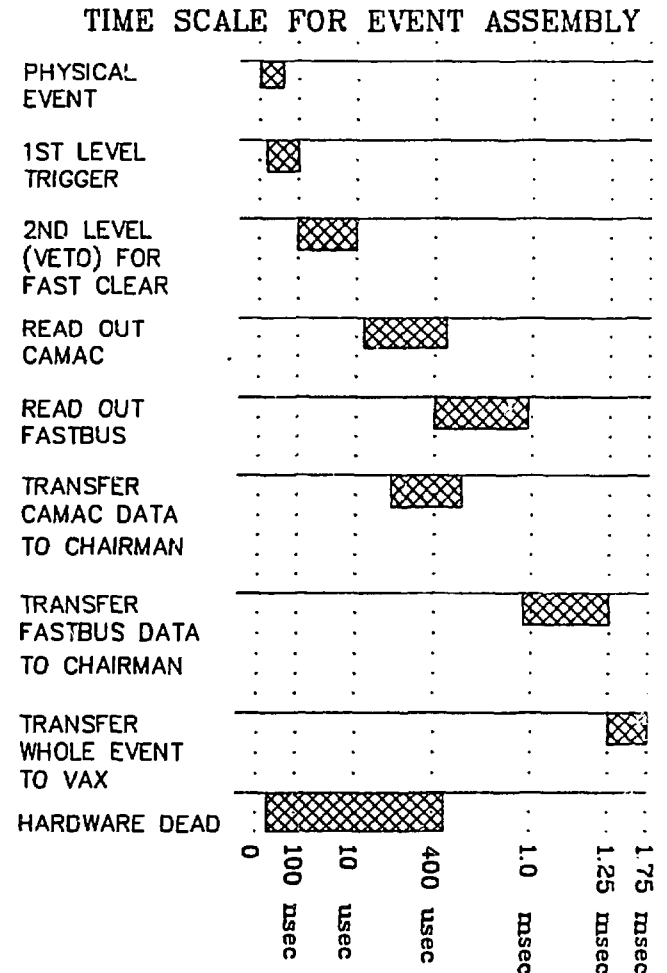 TIME SCALE FOR EVENT ASSEMBLY
PHYSICAL
EVENT
1ST LEVEL
TRIGGER
2ND LEVEL
(VETO) FOR
FAST CLEAR
READ OUT
CAMAC
READ OUT
FASTBUS
TRANSFER
CAMAC DATA
TO CHAIRMAN
TRANSFER
FASTBUS DATA
TO CHAIRMAN
TRANSFER
WHOLE EVENT
TO VAX
HARDWARE DEAD
0
100 nsec
10 usec
400 usec
1.0 msec
1.25 msec
1.75 msec